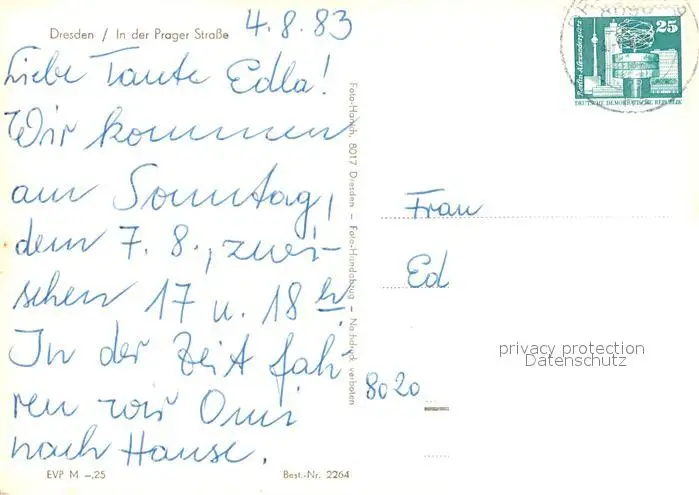 Dresden / In der Prager Straße
4.8.83
Liebe Tante Edla!
Wir kommen
am Sonntag,
dem 7. 8., zwi-
schen 17 u. 18 h.
In der Zeit fah-
ren wir Omi
nach Hause.
EVP M –,25
Best.-Nr. 2264
Foto-Hanich, 8017 Dresden – Foto-Handabzug – Nachdruck verboten
25
Berlin-Alexanderplatz
DEUTSCHE DEMOKRATISCHE REPUBLIK
Frau
Ed
privacy protection
Datenschutz
8020